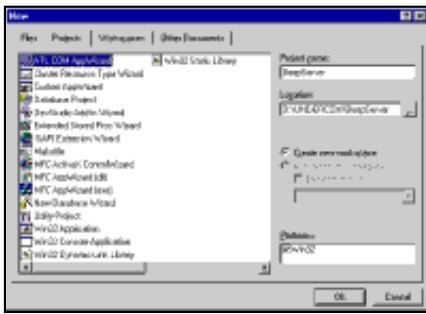 New
Files Projects Workspaces Other Documents
ATL COM AppWizard
Cluster Resource Type Wizard
Custom AppWizard
Database Project
DevStudio Add-in Wizard
Extended Stored Proc Wizard
ISAPI Extension Wizard
Makefile
MFC ActiveX ControlWizard
MFC AppWizard (dll)
MFC AppWizard (exe)
New Database Wizard
Utility Project
Win32 Application
Win32 Console Application
Win32 Dynamic-Link Library
Win32 Static Library
Project name:
BeepServer
Location:
BeepServer
Create new workspace
Platforms:
Win32
OK
Cancel